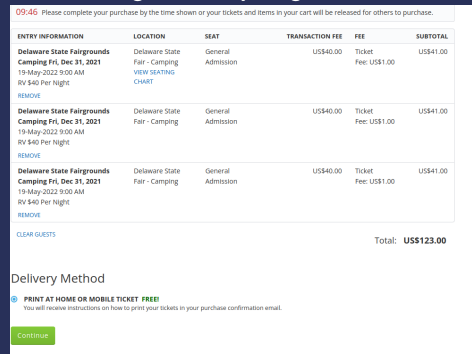 09:46 Please complete your purchase by the time shown or your tickets and items in your cart will be released for others to purchase.
ENTRY INFORMATION LOCATION SEAT TRANSACTION FEE FEE SUBTOTAL
Delaware State Fairgrounds Delaware State General US$40.00 Ticket US$41.00
Camping Fri, Dec 31, 2021 Fair - Camping Admission Fee: US$1.00
19-May-2022 9:00 AM VIEW SEATING
RV $40 Per Night CHART
REMOVE
Delaware State Fairgrounds Delaware State General US$40.00 Ticket US$41.00
Camping Fri, Dec 31, 2021 Fair - Camping Admission Fee: US$1.00
19-May-2022 9:00 AM
RV $40 Per Night
REMOVE
Delaware State Fairgrounds Delaware State General US$40.00 Ticket US$41.00
Camping Fri, Dec 31, 2021 Fair - Camping Admission Fee: US$1.00
19-May-2022 9:00 AM
RV $40 Per Night
REMOVE
CLEAR GUESTS
Total: US$123.00
Delivery Method
PRINT AT HOME OR MOBILE TICKET FREE!
You will receive instructions on how to print your tickets in your purchase confirmation email.
Continue